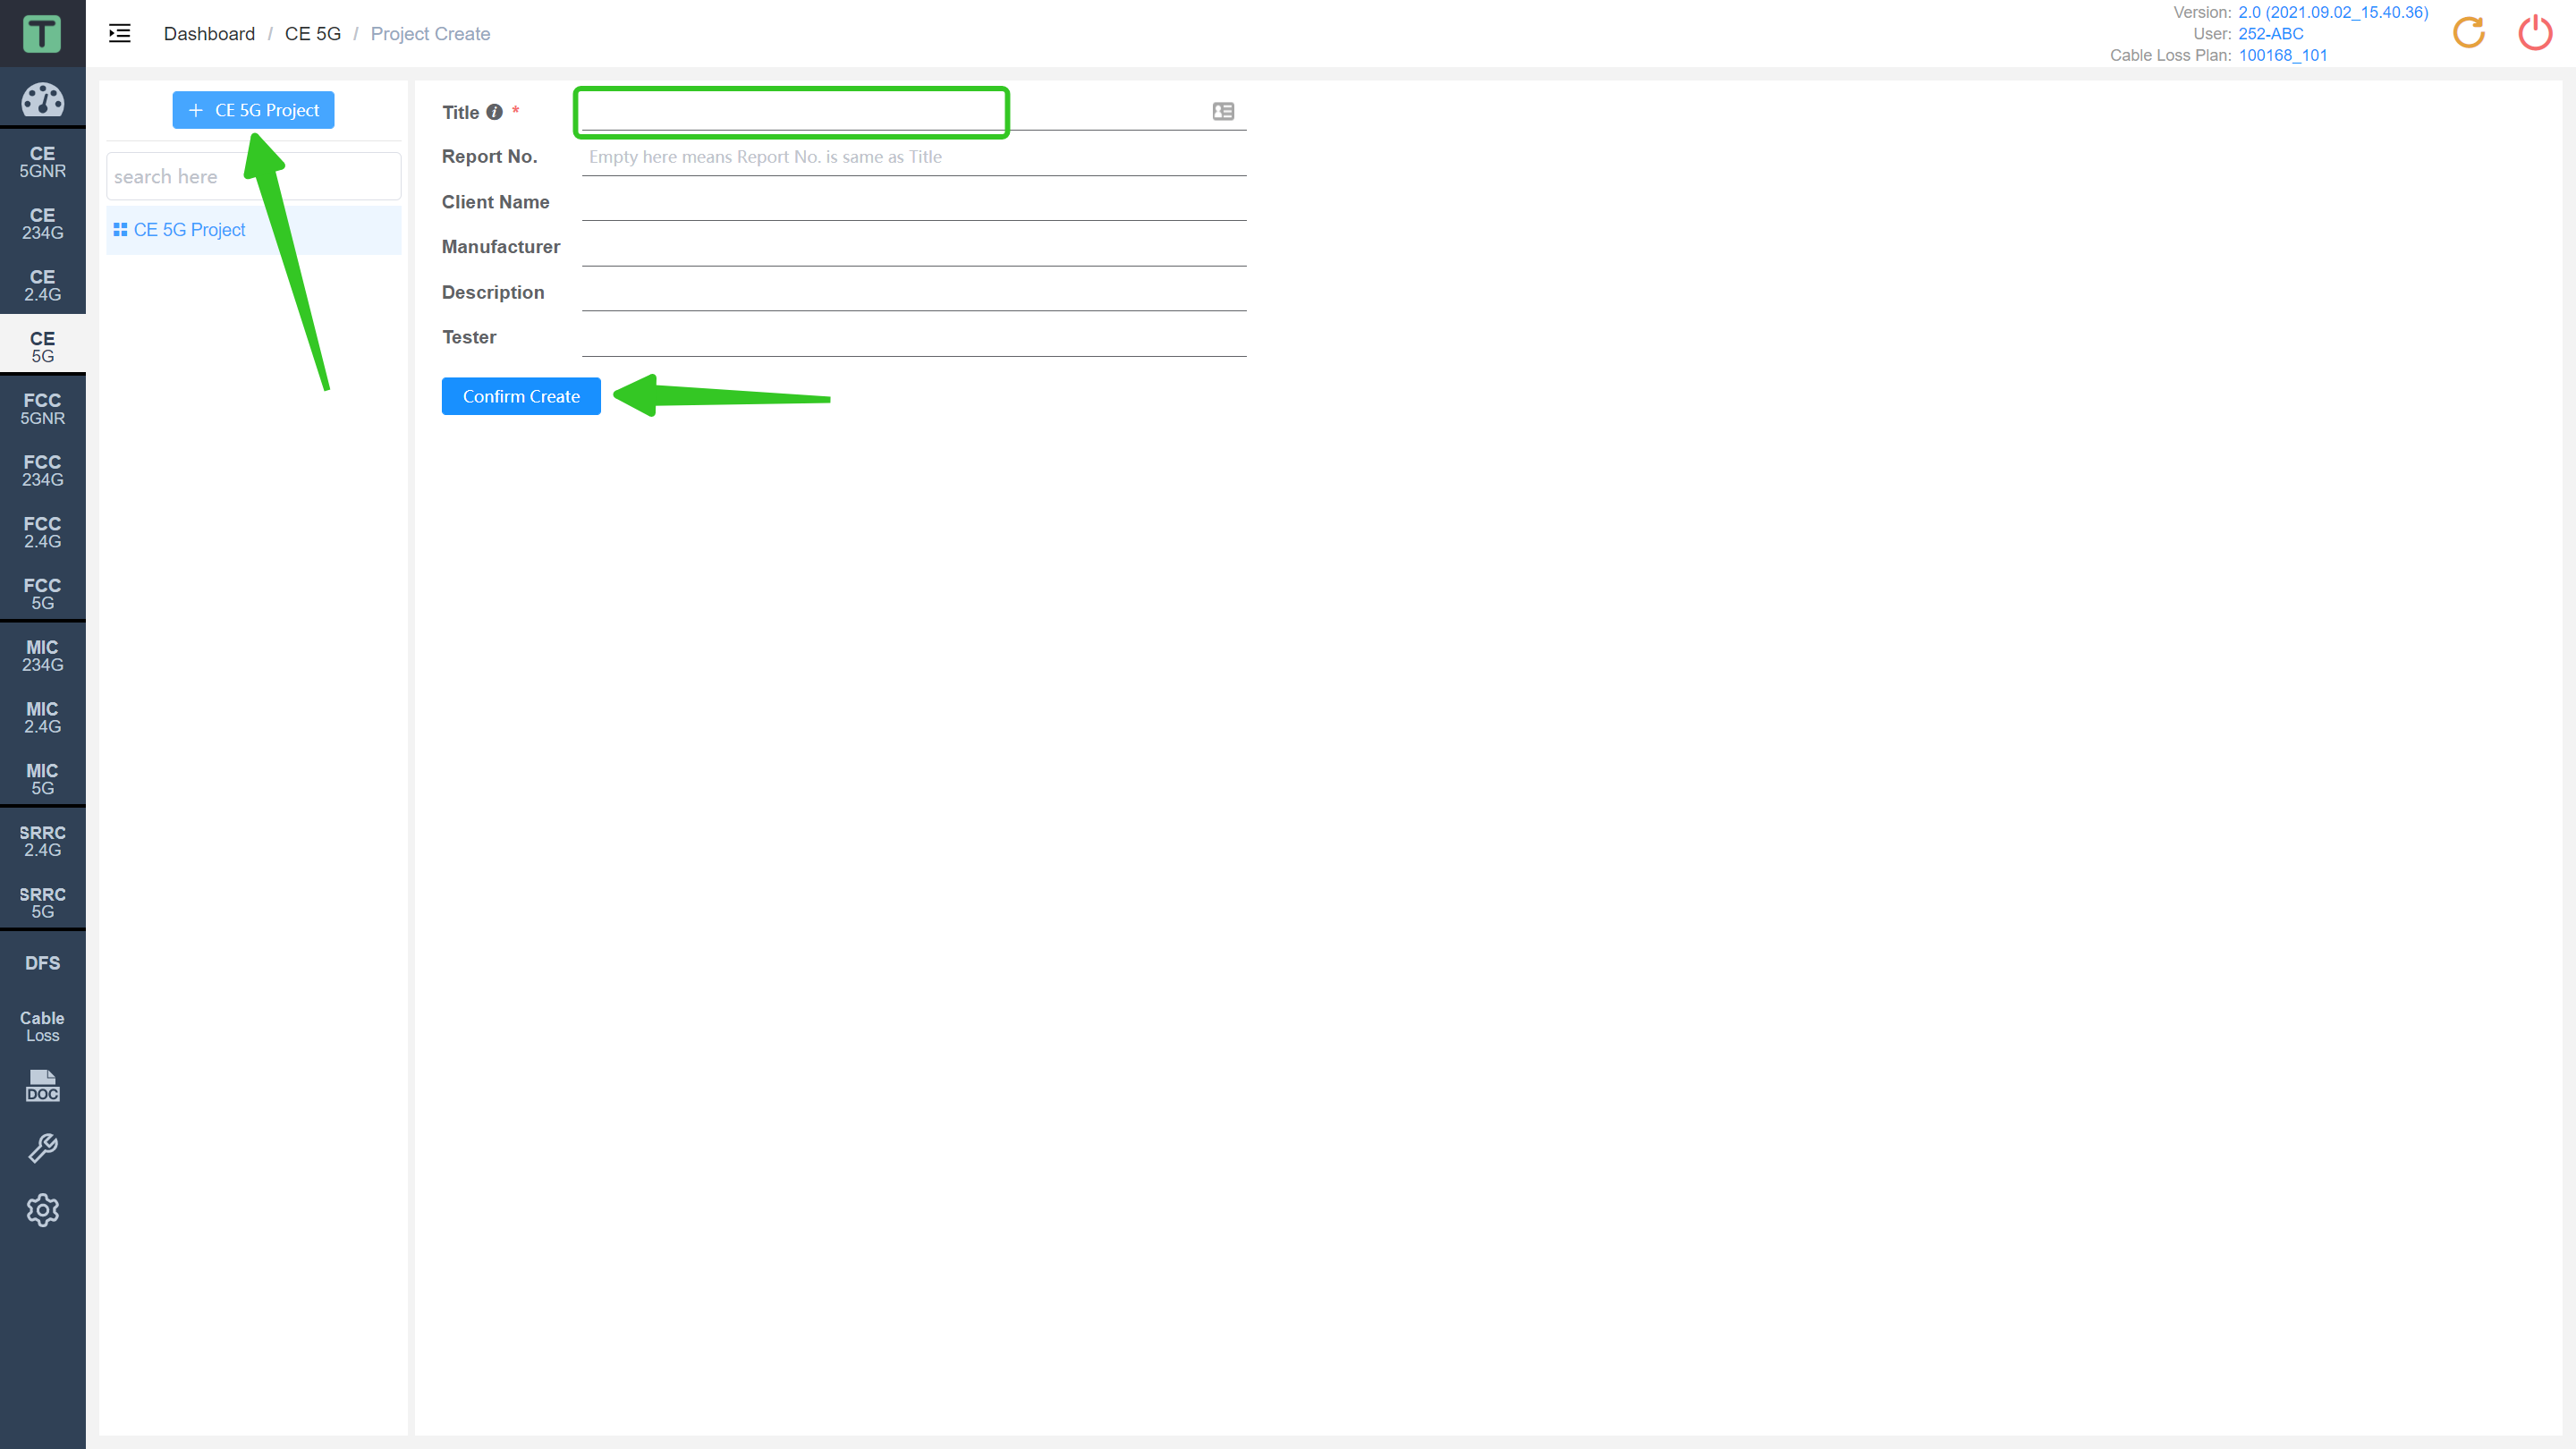 T
Dashboard / CE 5G / Project Create
Version: 2.0 (2021.09.02_15.40.36)
User: 252-ABC
Cable Loss Plan: 100168_101
CE
5GNR
CE
234G
CE
2.4G
CE
5G
FCC
5GNR
FCC
234G
FCC
2.4G
FCC
5G
MIC
234G
MIC
2.4G
MIC
5G
SRRC
2.4G
SRRC
5G
DFS
Cable
Loss
DOC
+ CE 5G Project
search here
CE 5G Project
Title i *
Report No. Empty here means Report No. is same as Title
Client Name
Manufacturer
Description
Tester
Confirm Create